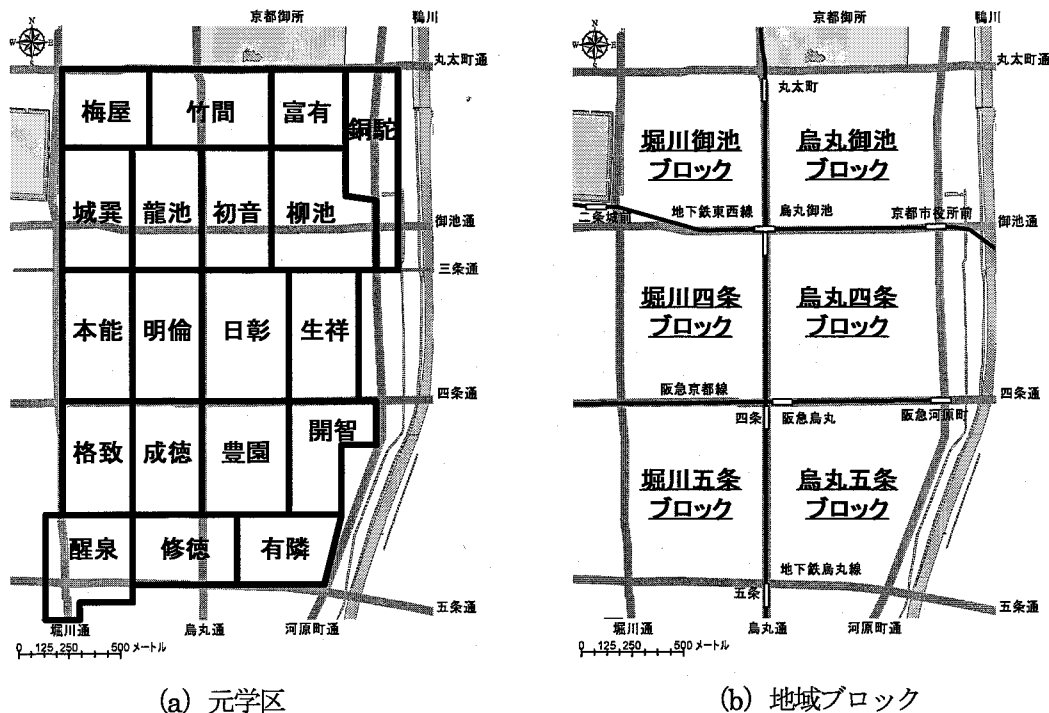 京都御所
鴨川
N
W
E
S
丸太町通
梅屋
竹間
富有
銅駝
城巽
龍池
初音
柳池
御池通
三条通
本能
明倫
日彰
生祥
四条通
格致
成徳
豊園
開智
醒泉
修徳
有隣
五条通
堀川通
烏丸通
河原町通
0 125 250 500 メートル
(a) 元学区
京都御所
鴨川
N
W
E
S
丸太町通
丸太町
堀川御池
ブロック
烏丸御池
ブロック
二条城前
地下鉄東西線
烏丸御池
京都市役所前
御池通
三条通
堀川四条
ブロック
烏丸四条
ブロック
阪急京都線
四条通
四条
阪急烏丸
阪急河原町
堀川五条
ブロック
烏丸五条
ブロック
地下鉄烏丸線
五条
五条通
堀川通
烏丸通
河原町通
0 125 250 500 メートル
(b) 地域ブロック